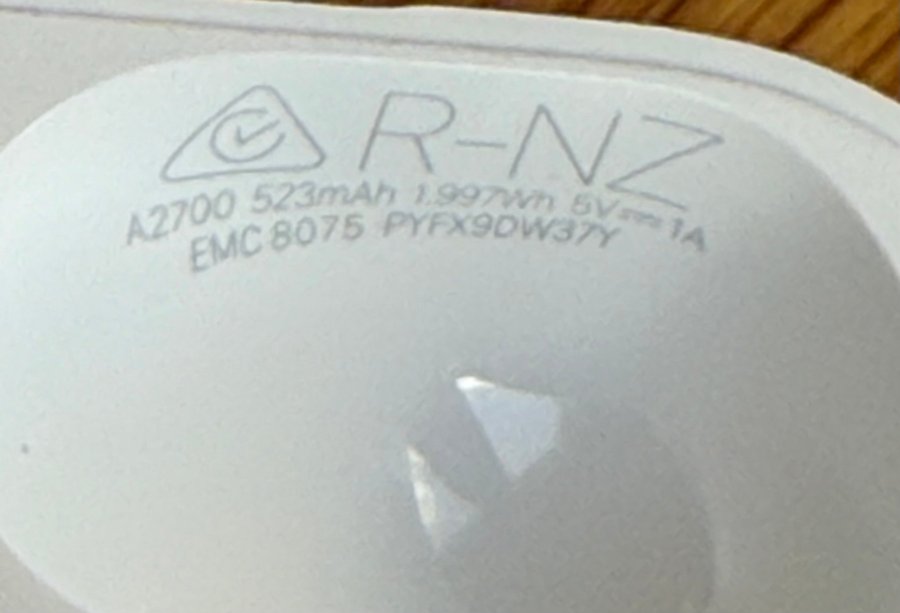 R-NZ
A2700 523mAh 1.997Wh 5V⎓1A
EMC 8075 PYFX9DW37Y